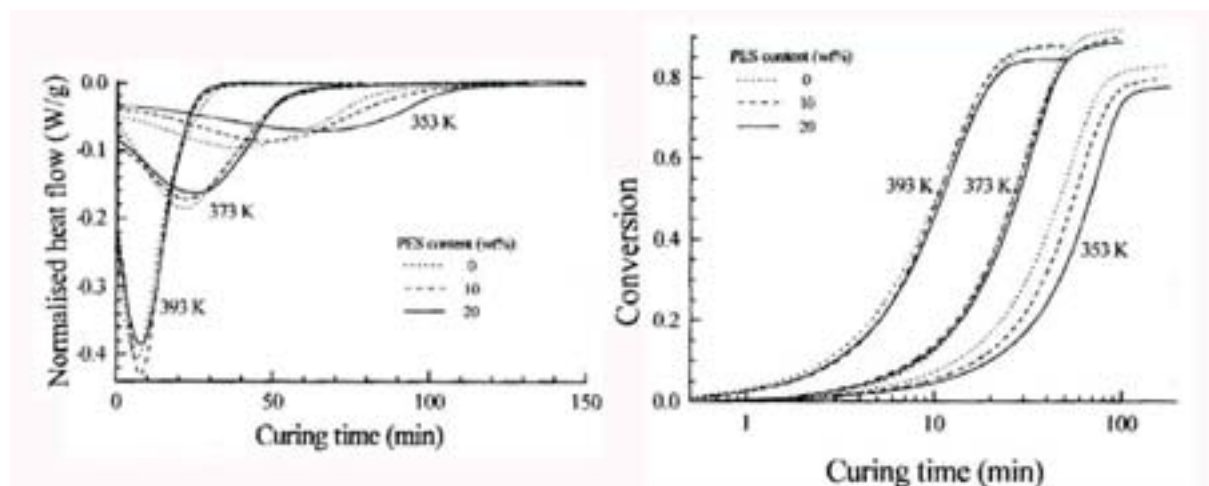 Normalised heat flow (W/g)
0.0
-0.1
-0.2
-0.3
-0.4
353 K
373 K
393 K
PES content (wt%)
0
10
20
0
50
100
150
Curing time (min)
Conversion
0.8
0.6
0.4
0.2
0.0
PES content (wt%)
0
10
20
393 K
373 K
353 K
1
10
100
Curing time (min)